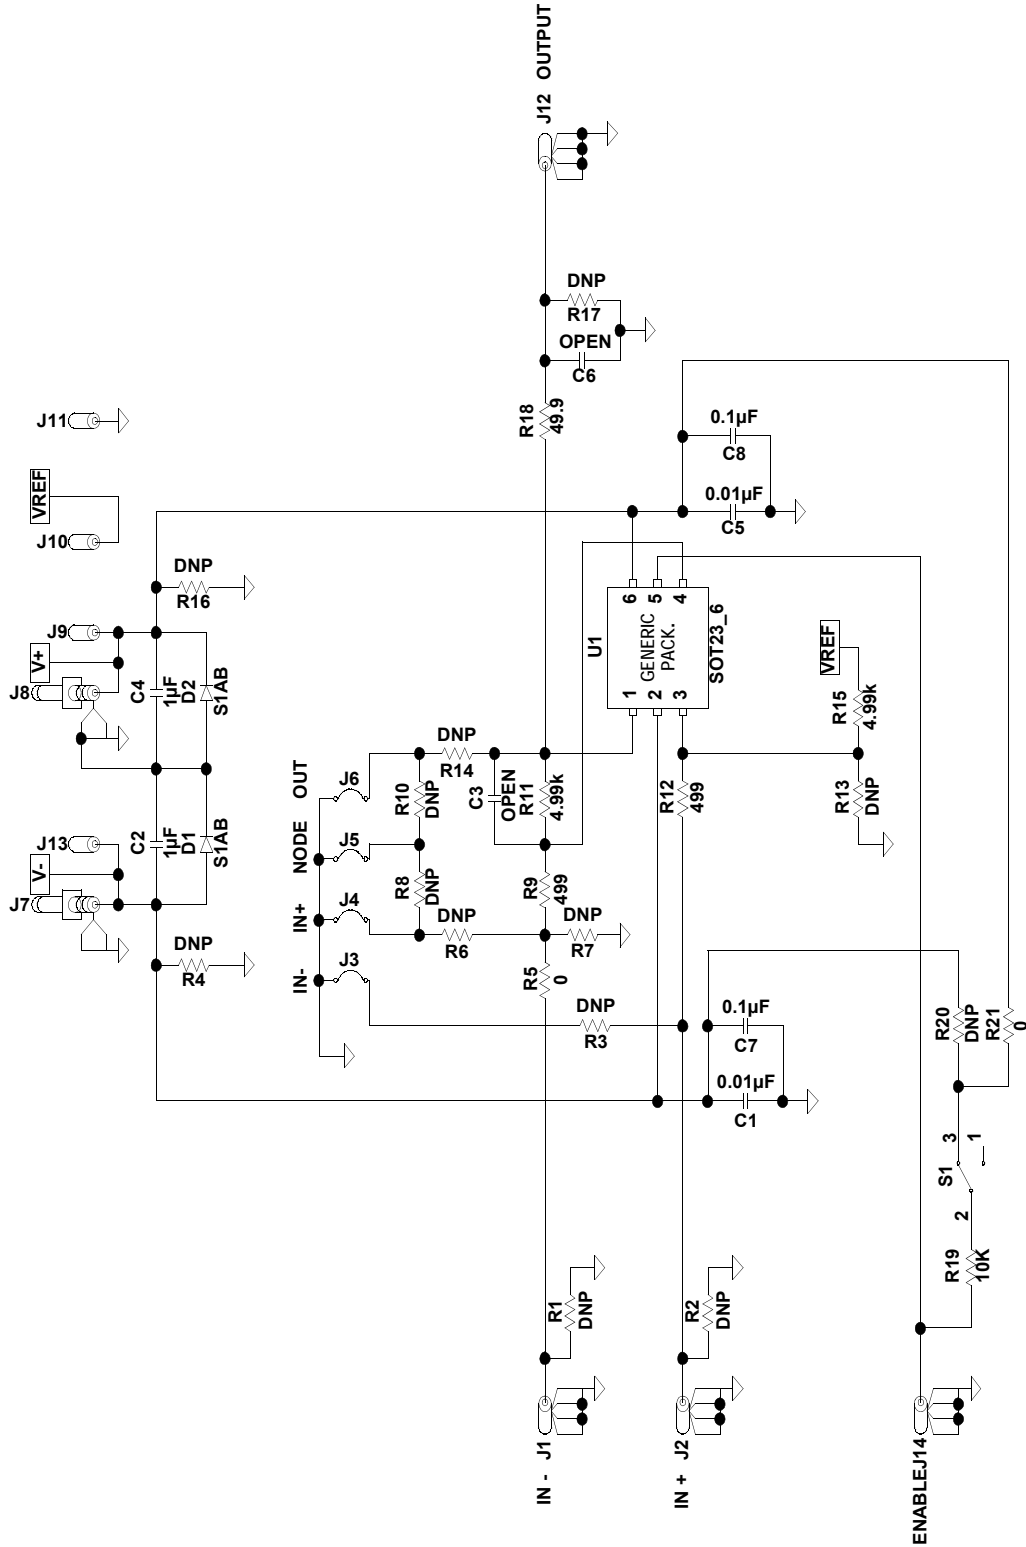 J7
V-
J13
C2
1µF
D1
S1AB
DNP
R4
J8
V+
J9
C4
1µF
D2
S1AB
DNP
R16
J10
VREF
J11
IN-
IN+
NODE
OUT
J3
J4
J5
J6
R8
DNP
R10
DNP
DNP
R6
DNP
R14
C3
OPEN
R5
0
R9
499
R11
4.99k
DNP
R7
DNP
R3
IN - J1
R1
DNP
IN + J2
R2
DNP
R12
499
U1
GENERIC
PACK.
SOT23_6
1
2
3
4
5
6
R18
49.9
OPEN
C6
DNP
R17
J12 OUTPUT
0.01µF
C5
0.1µF
C8
0.01µF
C1
0.1µF
C7
R13
DNP
R15
4.99k
VREF
ENABLEJ14
R19
10K
2
S1
3
1
R20
DNP
R21
0